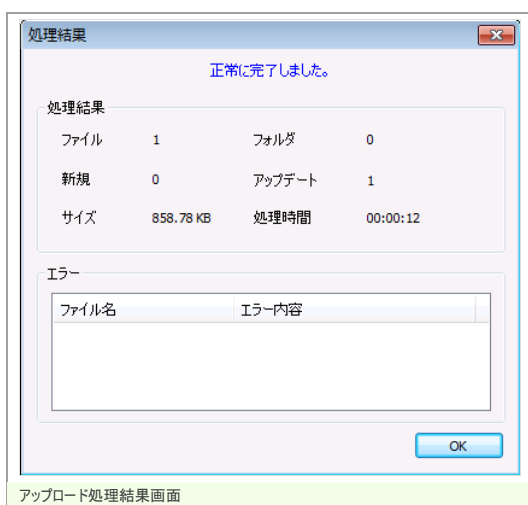 処理結果
正常に完了しました。
処理結果
ファイル 1 フォルダ 0
新規 0 アップデート 1
サイズ 858.78 KB 処理時間 00:00:12
エラー
ファイル名 エラー内容
OK
アップロード処理結果画面